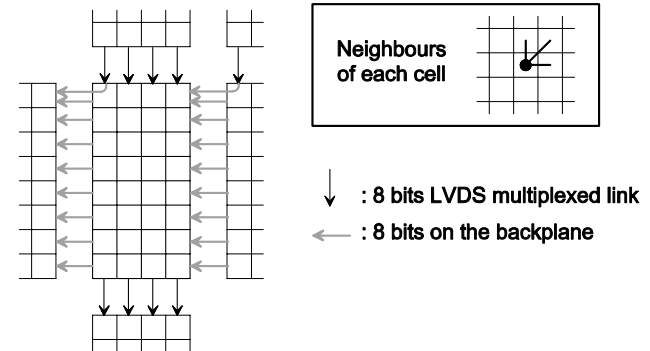 Neighbours
of each cell
: 8 bits LVDS multiplexed link
: 8 bits on the backplane